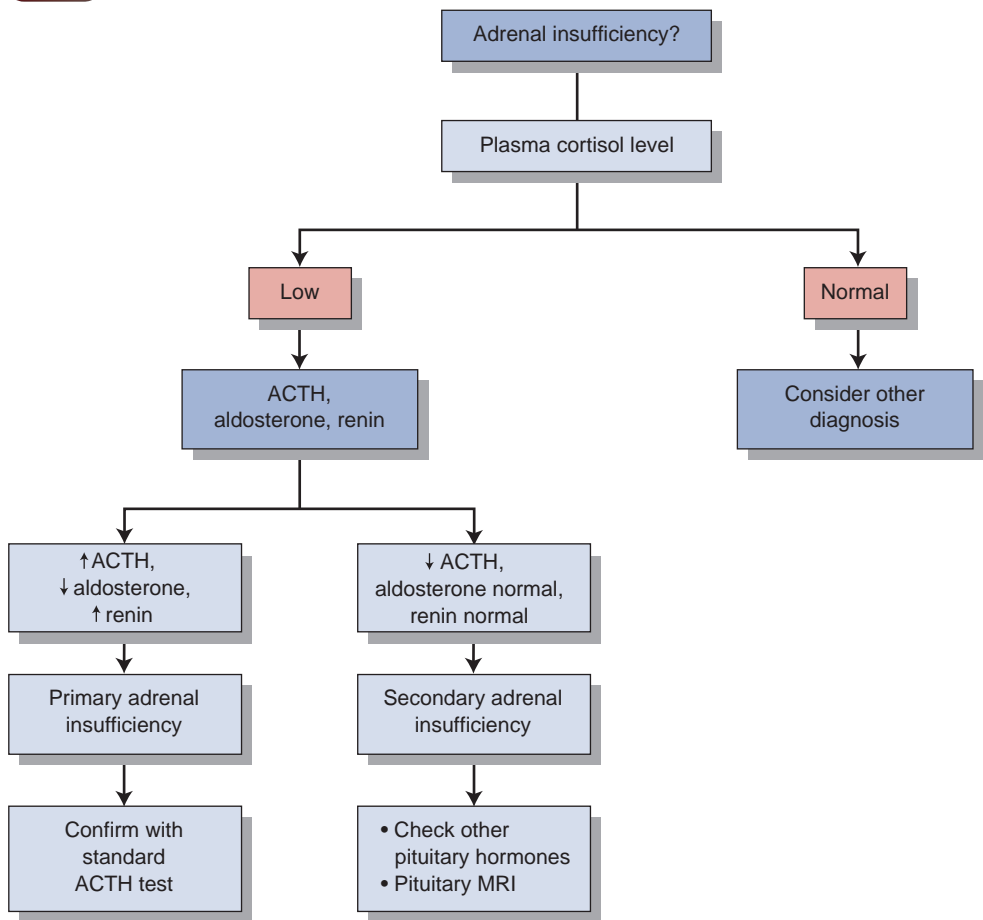 Adrenal insufficiency?
Plasma cortisol level
Low
Normal
ACTH,
aldosterone, renin
Consider other
diagnosis
↑ACTH,
↓aldosterone,
↑renin
↓ACTH,
aldosterone normal,
renin normal
Primary adrenal
insufficiency
Secondary adrenal
insufficiency
Confirm with
standard
ACTH test
• Check other
pituitary hormones
• Pituitary MRI